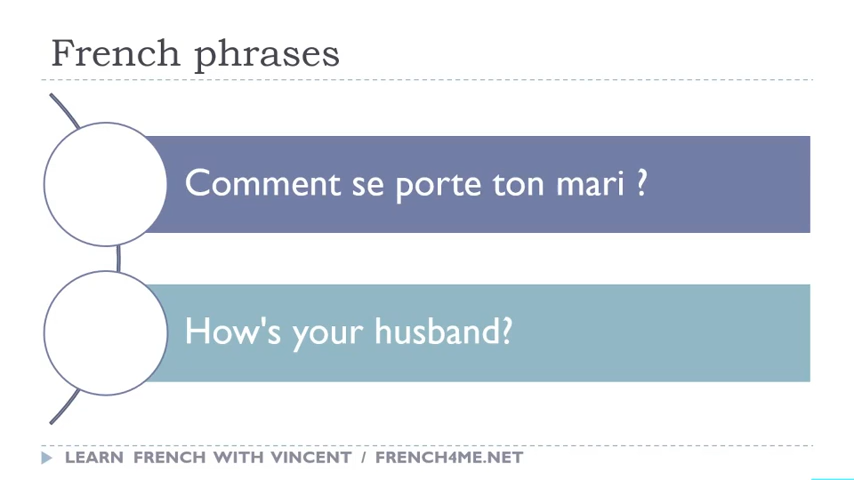 French phrases
Comment se porte ton mari ?
How's your husband?
LEARN FRENCH WITH VINCENT / FRENCH4ME.NET